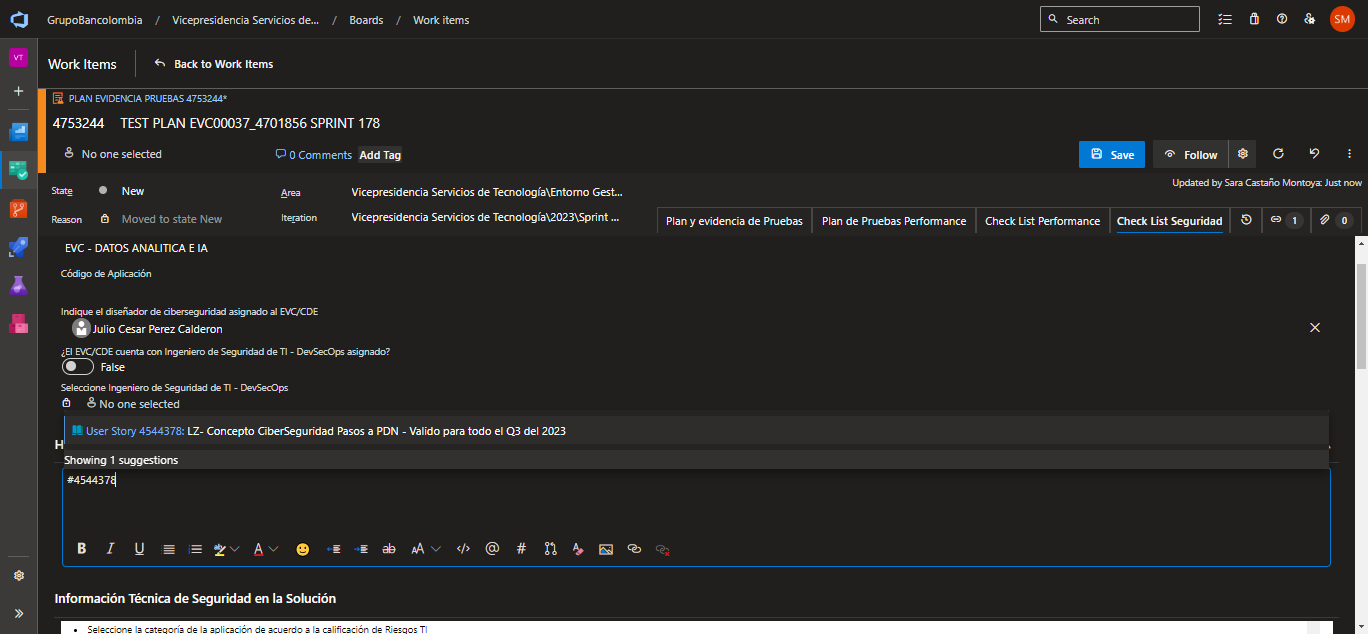 GrupoBancolombia / Vicepresidencia Servicios de... / Boards / Work items
Search
SM
VT
Work Items
Back to Work Items
PLAN EVIDENCIA PRUEBAS 4753244*
4753244 TEST PLAN EVC00037_4701856 SPRINT 178
No one selected
0 Comments
Add Tag
Save
Follow
Updated by Sara Castaño Montoya: Just now
State New
Area Vicepresidencia Servicios de Tecnología\Entorno Gest...
Reason Moved to state New
Iteration Vicepresidencia Servicios de Tecnología\2023\Sprint ...
Plan y evidencia de Pruebas
Plan de Pruebas Performance
Check List Performance
Check List Seguridad
1
0
EVC - DATOS ANALITICA E IA
Código de Aplicación
Indique el diseñador de ciberseguridad asignado al EVC/CDE
Julio Cesar Perez Calderon
¿El EVC/CDE cuenta con Ingeniero de Seguridad de TI - DevSecOps asignado?
False
Seleccione Ingeniero de Seguridad de TI - DevSecOps
No one selected
User Story 4544378: LZ- Concepto CiberSeguridad Pasos a PDN - Valido para todo el Q3 del 2023
H
Showing 1 suggestions
#4544378
B I U A ab AA </> @ #
Información Técnica de Seguridad en la Solución
• Seleccione la categoría de la aplicación de acuerdo a la calificación de Riesgos TI